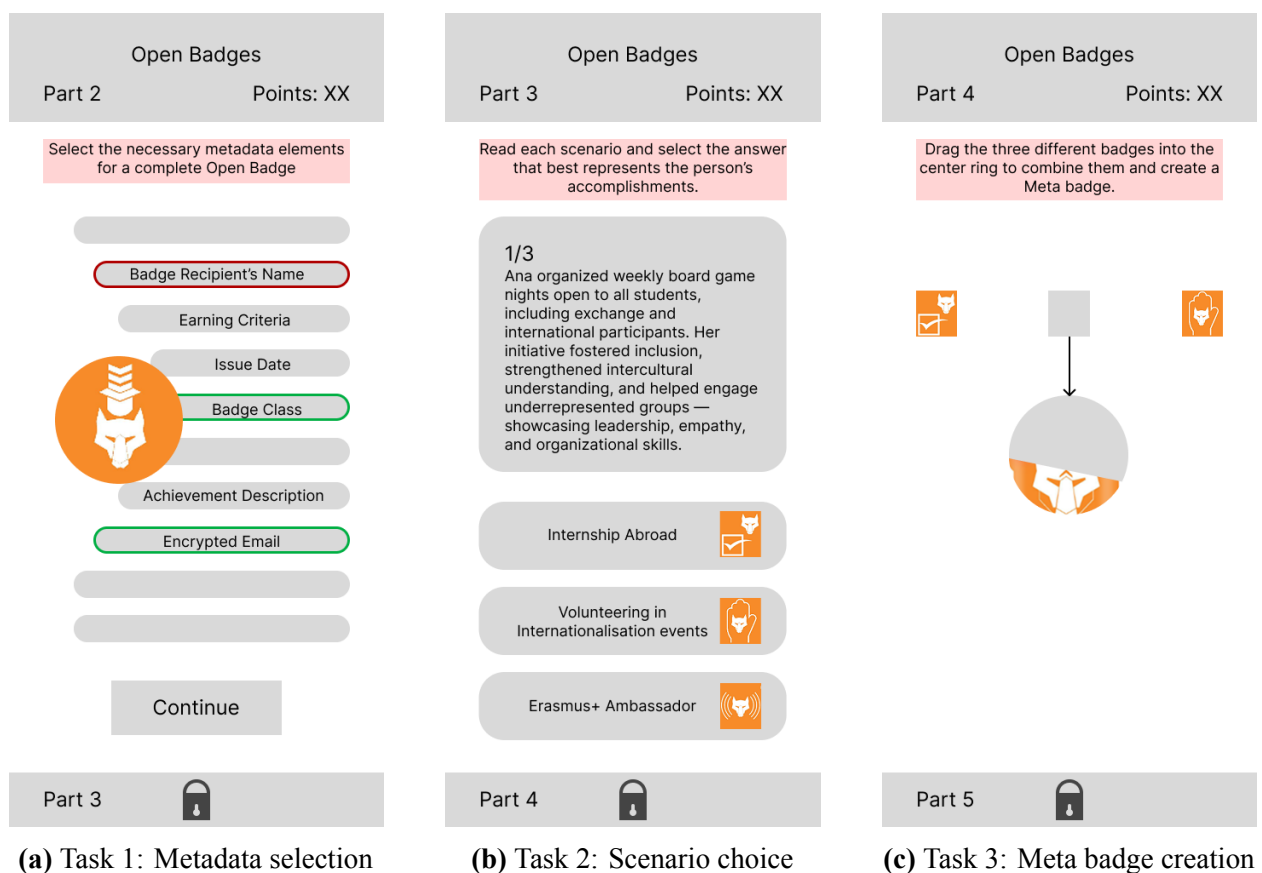 Open Badges
Part 2
Points: XX
Select the necessary metadata elements
for a complete Open Badge
Badge Recipient's Name
Earning Criteria
Issue Date
Badge Class
Achievement Description
Encrypted Email
Continue
Part 3
(a) Task 1: Metadata selection
Open Badges
Part 3
Points: XX
Read each scenario and select the answer
that best represents the person's
accomplishments.
1/3
Ana organized weekly board game
nights open to all students,
including exchange and
international participants. Her
initiative fostered inclusion,
strengthened intercultural
understanding, and helped engage
underrepresented groups —
showcasing leadership, empathy,
and organizational skills.
Internship Abroad
Volunteering in
Internationalisation events
Erasmus+ Ambassador
Part 4
(b) Task 2: Scenario choice
Open Badges
Part 4
Points: XX
Drag the three different badges into the
center ring to combine them and create a
Meta badge.
Part 5
(c) Task 3: Meta badge creation